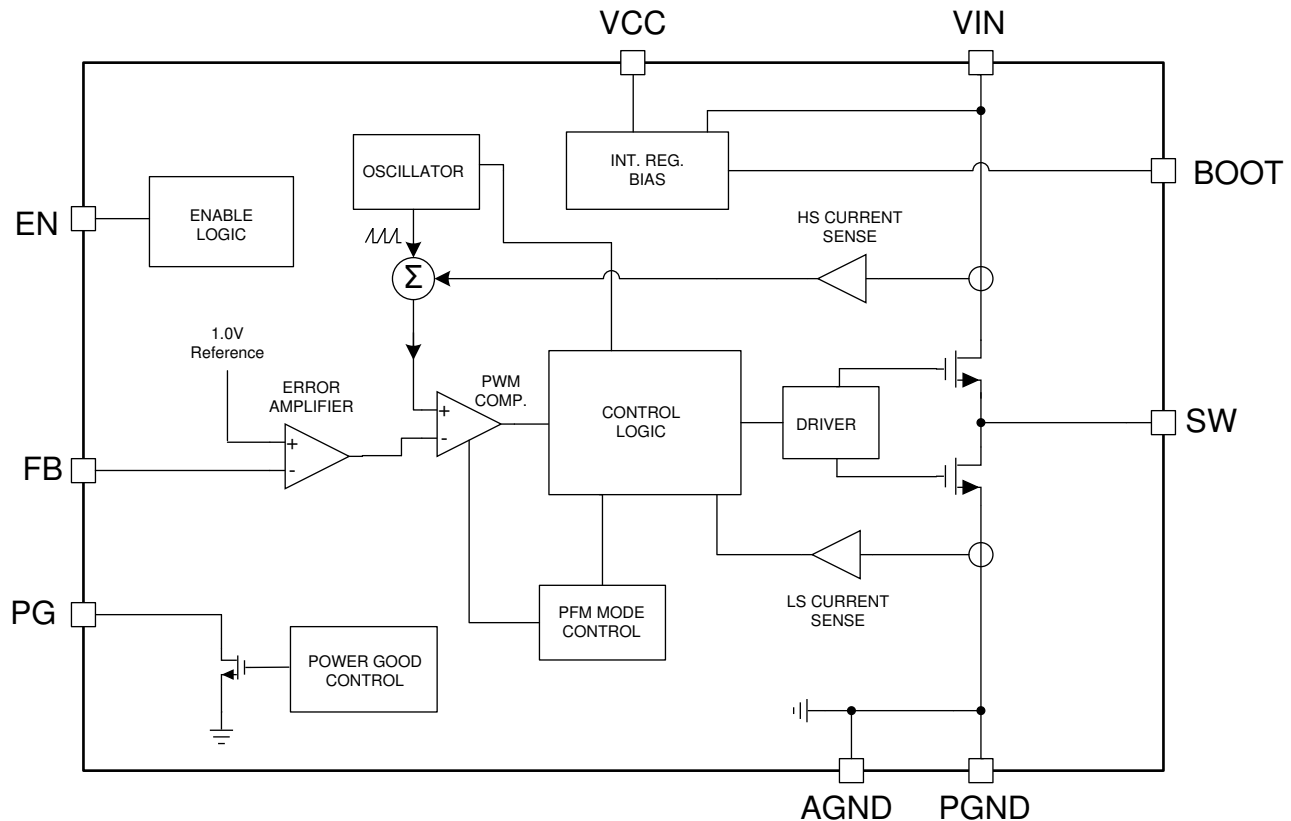 VCC
VIN
OSCILLATOR
INT. REG.
BIAS
BOOT
EN
ENABLE
LOGIC
HS CURRENT
SENSE
Σ
1.0V
Reference
ERROR
AMPLIFIER
PWM
COMP.
+
-
+
-
CONTROL
LOGIC
DRIVER
SW
FB
PG
PFM MODE
CONTROL
LS CURRENT
SENSE
POWER GOOD
CONTROL
AGND
PGND